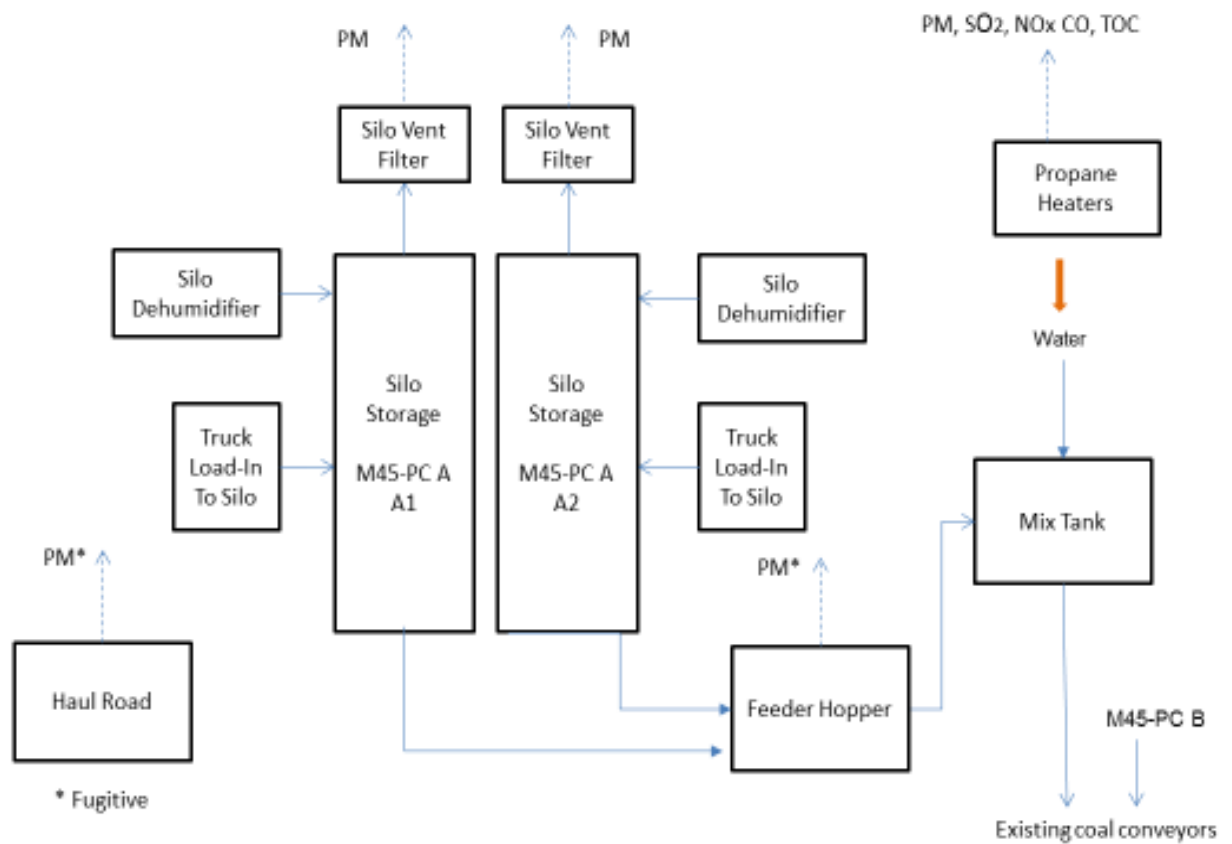 PM
PM
PM, SO2, NOx CO, TOC
Silo Vent
Filter
Silo Vent
Filter
Propane
Heaters
Silo
Dehumidifier
Silo
Dehumidifier
Water
Silo
Storage
M45-PC A
A1
Silo
Storage
M45-PC A
A2
Truck
Load-In
To Silo
Truck
Load-In
To Silo
Mix Tank
PM*
PM*
Haul Road
Feeder Hopper
M45-PC B
* Fugitive
Existing coal conveyors